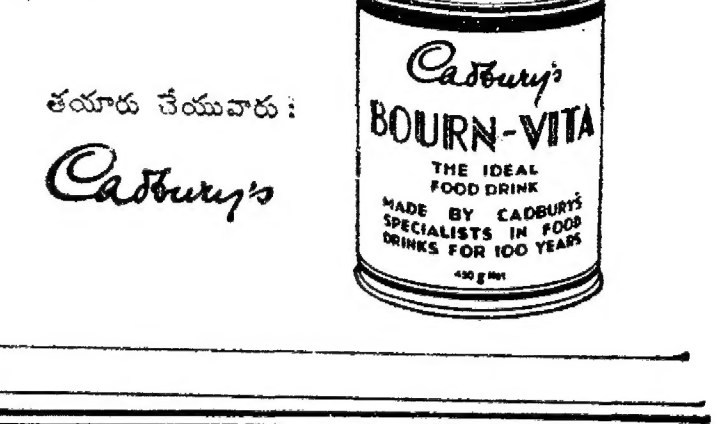 తయారు చేయువారు :
Cadbury's
Cadbury's
BOURN-VITA
THE IDEAL
FOOD DRINK
MADE BY CADBURYS
SPECIALISTS IN FOOD
DRINKS FOR 100 YEARS
450 g Net